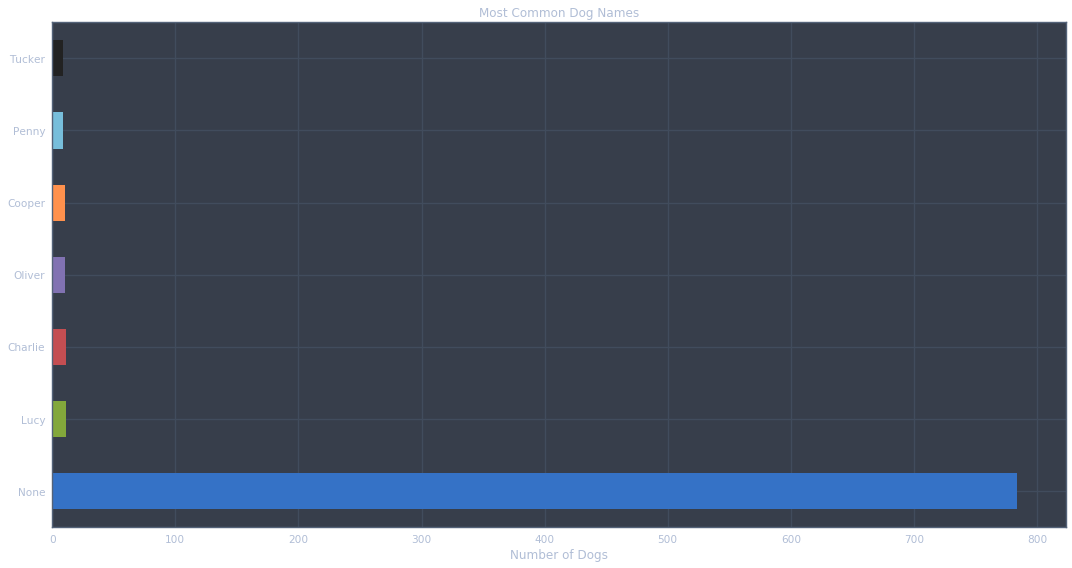 Most Common Dog Names
Tucker
Penny
Cooper
Oliver
Charlie
Lucy
None
0 100 200 300 400 500 600 700 800
Number of Dogs